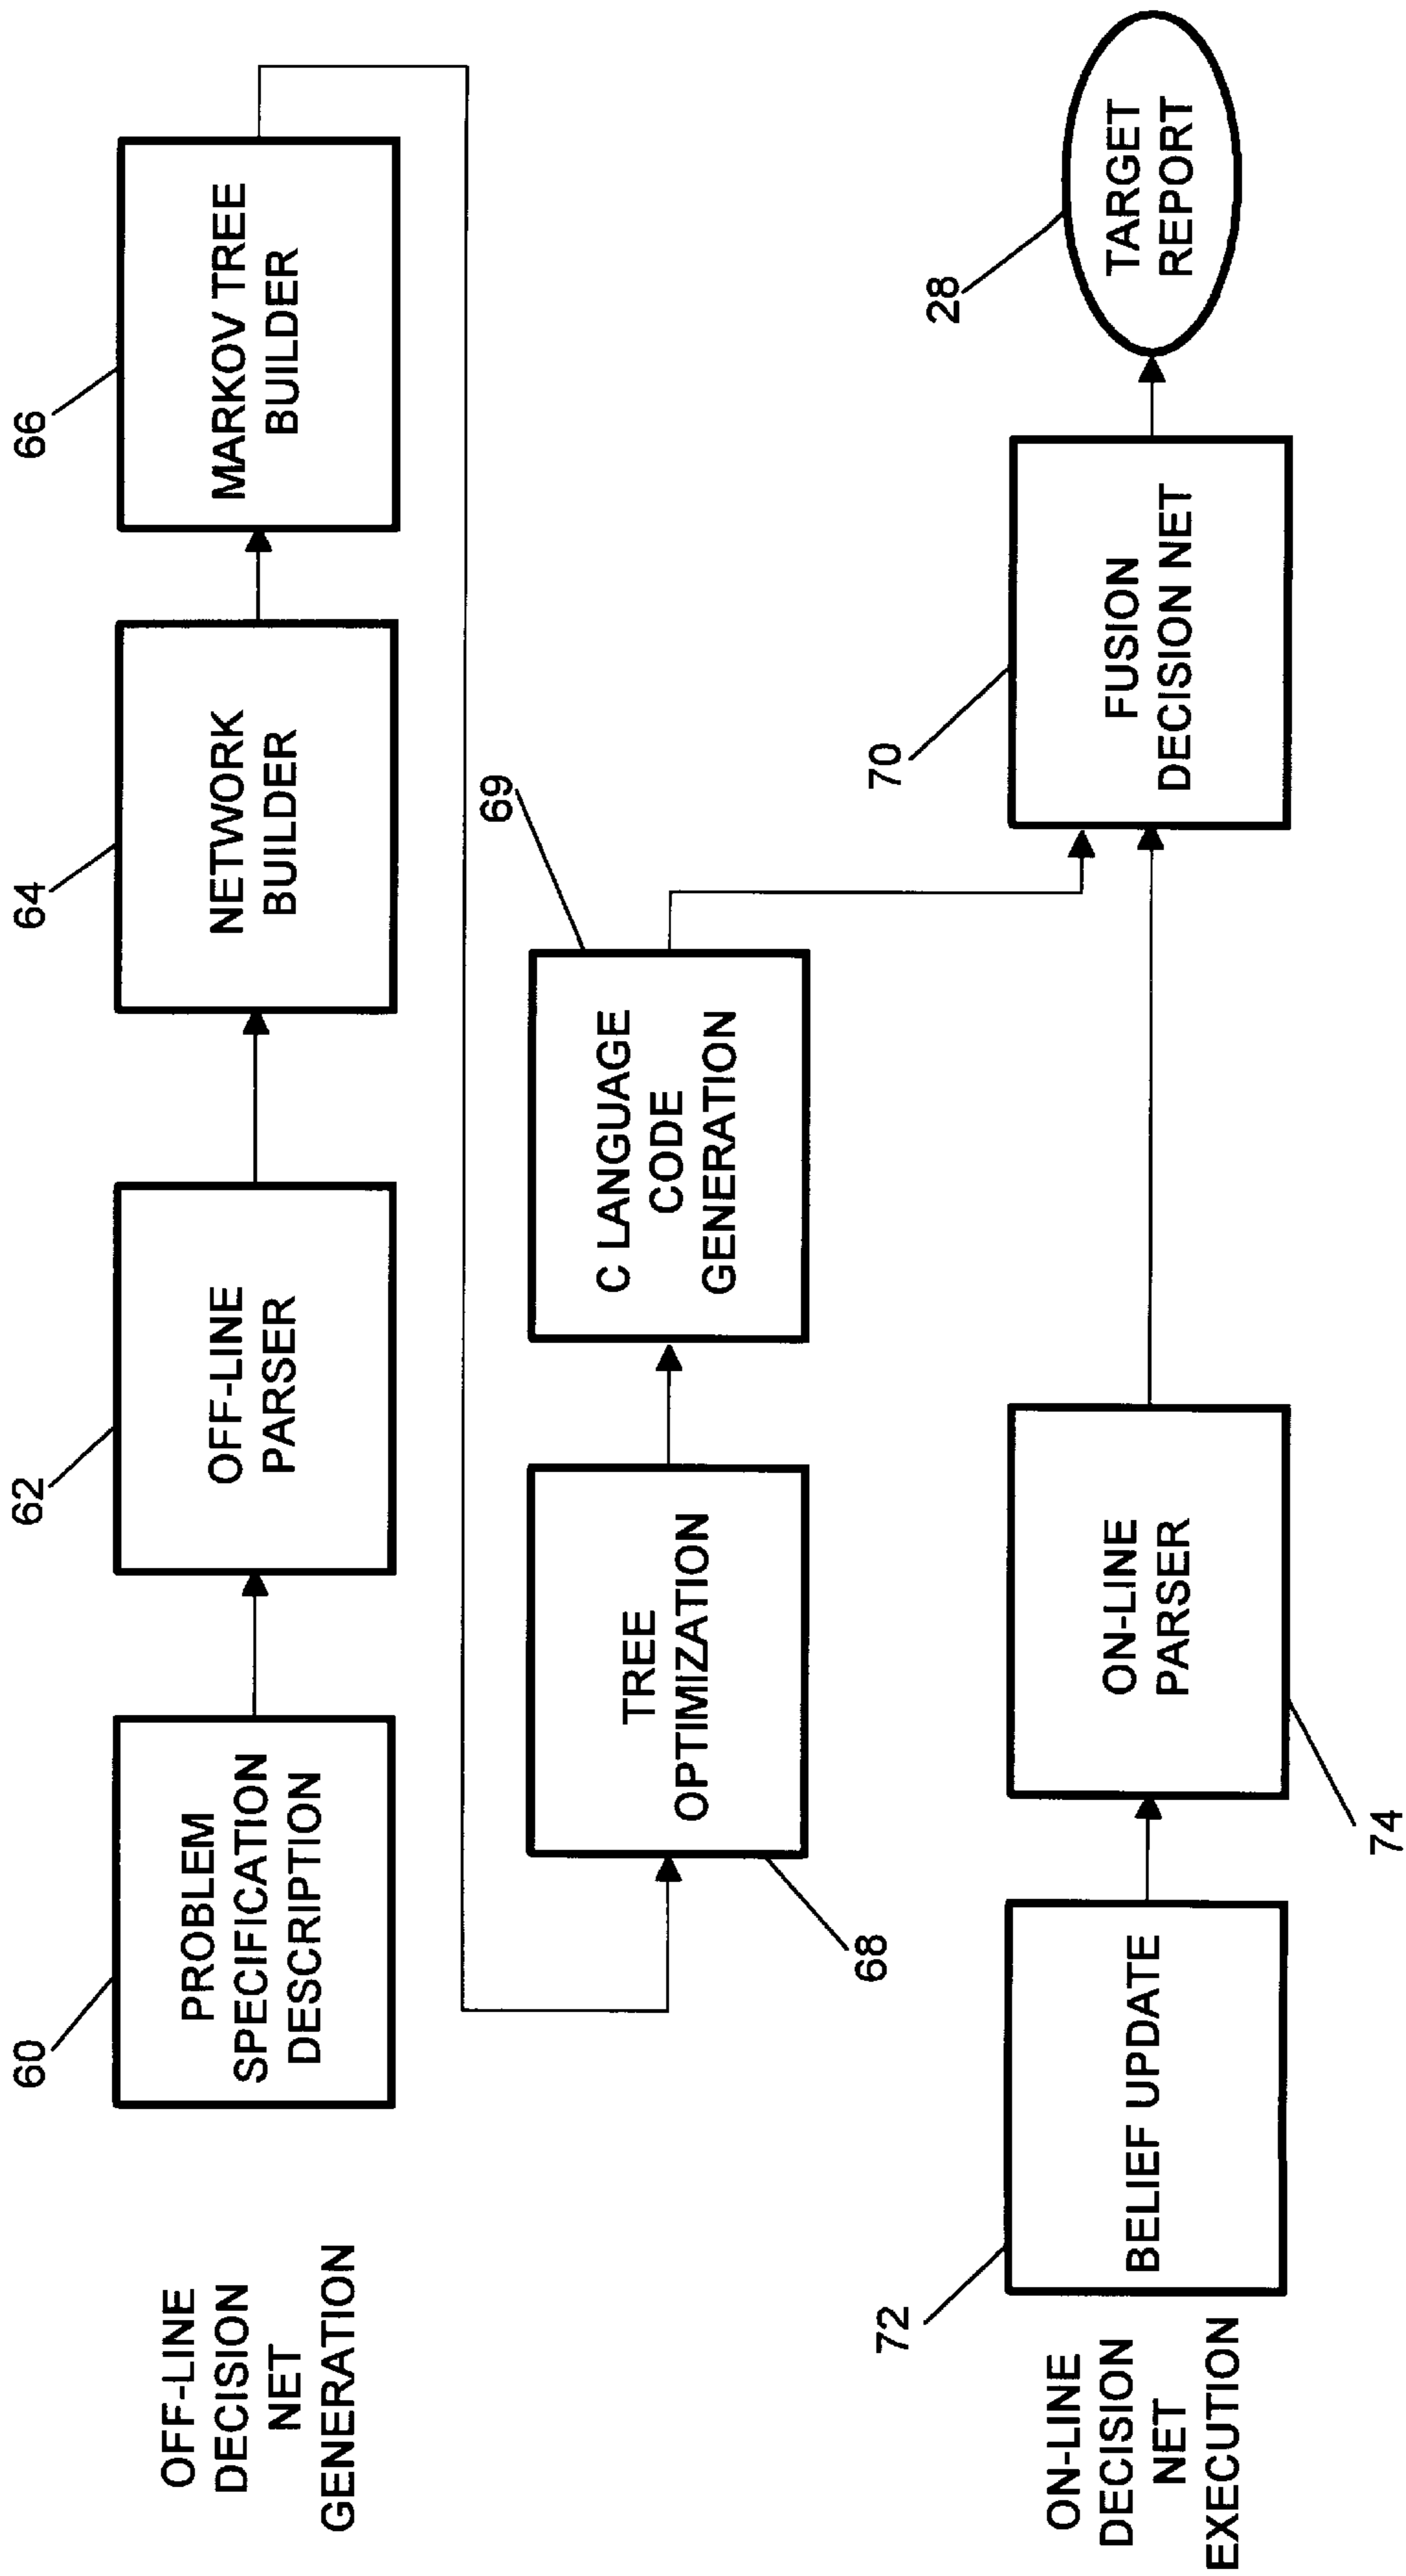 OFF-LINE
DECISION
NET
GENERATION
60
PROBLEM
SPECIFICATION
DESCRIPTION
62
OFF-LINE
PARSER
64
NETWORK
BUILDER
66
MARKOV TREE
BUILDER
68
TREE
OPTIMIZATION
69
C LANGUAGE
CODE
GENERATION
ON-LINE
DECISION
NET
EXECUTION
72
BELIEF UPDATE
74
ON-LINE
PARSER
70
FUSION
DECISION NET
28
TARGET
REPORT